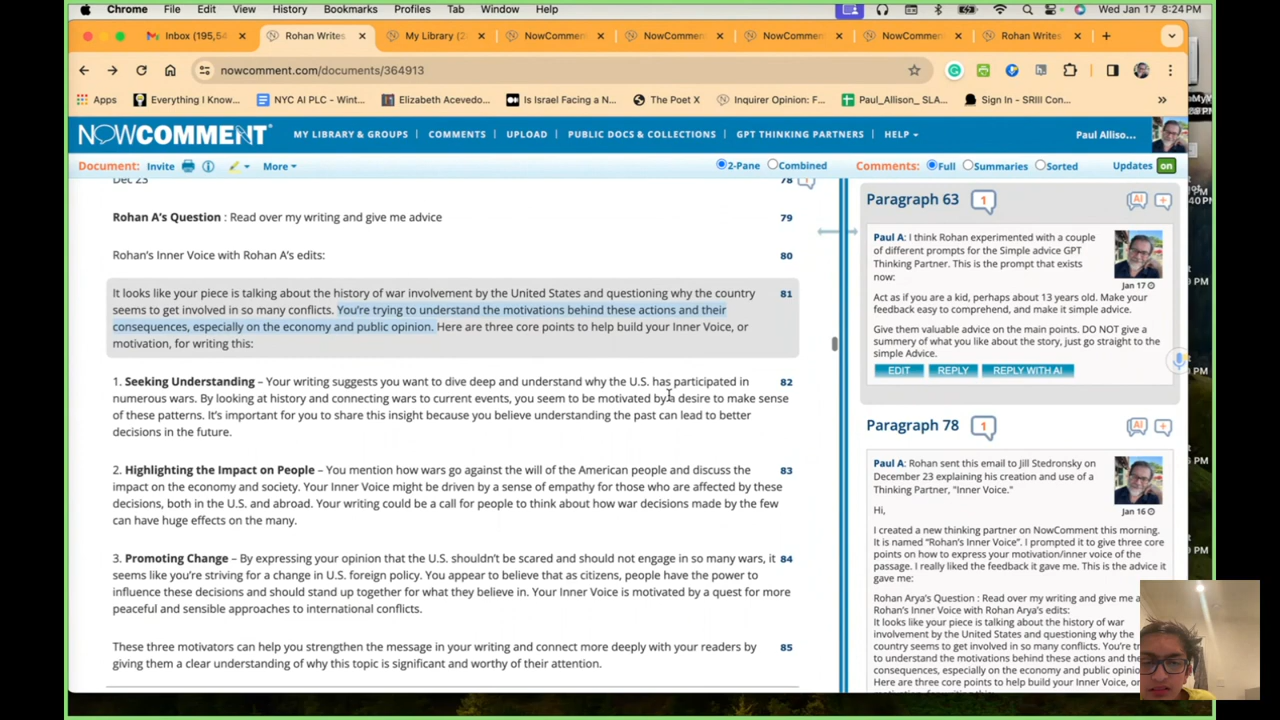 Chrome File Edit View History Bookmarks Profiles Tab Window Help Wed Jan 17 8:24 PM
Inbox (195,54 Rohan Writes My Library (2 NowCommen NowCommen NowCommen NowCommen Rohan Writes
nowcomment.com/documents/364913
Apps Everything I Know... NYC AI PLC - Wint... Elizabeth Acevedo... Is Israel Facing a N... The Poet X Inquirer Opinion: F... Paul_Allison_ SLA... Sign In - SRIII Con...
NOWCOMMENT MY LIBRARY & GROUPS COMMENTS UPLOAD PUBLIC DOCS & COLLECTIONS GPT THINKING PARTNERS HELP Paul Alliso...
Document: Invite More 2-Pane Combined Comments: Full Summaries Sorted Updates on
Dec 23 78
Rohan A's Question : Read over my writing and give me advice 79
Rohan's Inner Voice with Rohan A's edits: 80
It looks like your piece is talking about the history of war involvement by the United States and questioning why the country 81
seems to get involved in so many conflicts. You're trying to understand the motivations behind these actions and their
consequences, especially on the economy and public opinion. Here are three core points to help build your Inner Voice, or
motivation, for writing this:
1. Seeking Understanding – Your writing suggests you want to dive deep and understand why the U.S. has participated in 82
numerous wars. By looking at history and connecting wars to current events, you seem to be motivated by a desire to make sense
of these patterns. It's important for you to share this insight because you believe understanding the past can lead to better
decisions in the future.
2. Highlighting the Impact on People – You mention how wars go against the will of the American people and discuss the 83
impact on the economy and society. Your Inner Voice might be driven by a sense of empathy for those who are affected by these
decisions, both in the U.S. and abroad. Your writing could be a call for people to think about how war decisions made by the few
can have huge effects on the many.
3. Promoting Change – By expressing your opinion that the U.S. shouldn't be scared and should not engage in so many wars, it 84
seems like you're striving for a change in U.S. foreign policy. You appear to believe that as citizens, people have the power to
influence these decisions and should stand up together for what they believe in. Your Inner Voice is motivated by a quest for more
peaceful and sensible approaches to international conflicts.
These three motivators can help you strengthen the message in your writing and connect more deeply with your readers by 85
giving them a clear understanding of why this topic is significant and worthy of their attention.
Paragraph 63 1 AI +
Paul A: I think Rohan experimented with a couple
of different prompts for the Simple advice GPT
Thinking Partner. This is the prompt that exists
now:
Jan 17
Act as if you are a kid, perhaps about 13 years old. Make your
feedback easy to comprehend, and make it simple advice.
Give them valuable advice on the main points. DO NOT give a
summery of what you like about the story, just go straight to the
simple Advice.
EDIT REPLY REPLY WITH AI
Paragraph 78 1 AI +
Paul A: Rohan sent this email to Jill Stedronsky on
December 23 explaining his creation and use of a
Thinking Partner, "Inner Voice."
Hi,
Jan 16
I created a new thinking partner on NowComment this morning.
It is named "Rohan's Inner Voice". I prompted it to give three core
points on how to express your motivation/inner voice of the
passage. I really liked the feedback it gave me. This is the advice it
gave me:
Rohan Arya's Question : Read over my writing and give me a
Rohan's Inner Voice with Rohan Arya's edits:
It looks like your piece is talking about the history of war
involvement by the United States and questioning why the
country seems to get involved in so many conflicts. You're tr
to understand the motivations behind these actions and their
consequences, especially on the economy and public opinio
Here are three core points to help build your Inner Voice, or